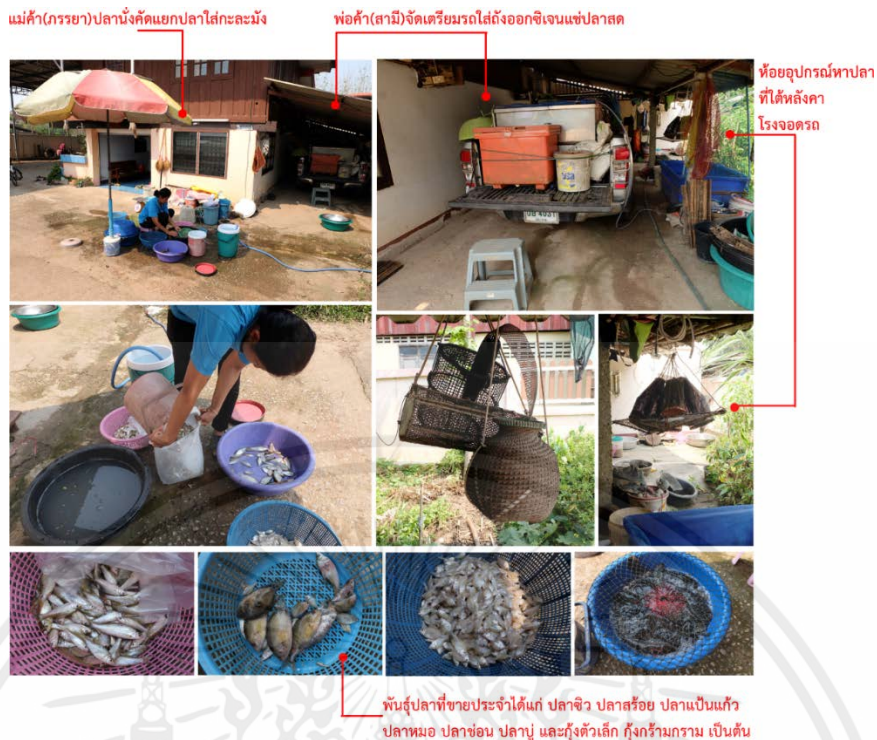 แม่ค้า(ภรรยา)ปลานั่งคัดแยกปลาใส่กะละมัง
พ่อค้า(สามี)จัดเตรียมรถใส่ถังออกซิเจนแช่ปลาสด
ห้อยอุปกรณ์หาปลา
ที่ใต้หลังคา
โรงจอดรถ
พันธุ์ปลาที่ขายประจำได้แก่ ปลาซิว ปลาสร้อย ปลาแป้นแก้ว
ปลาหมอ ปลาช่อน ปลาบู่ และกุ้งตัวเล็ก กุ้งก้ามกราม เป็นต้น